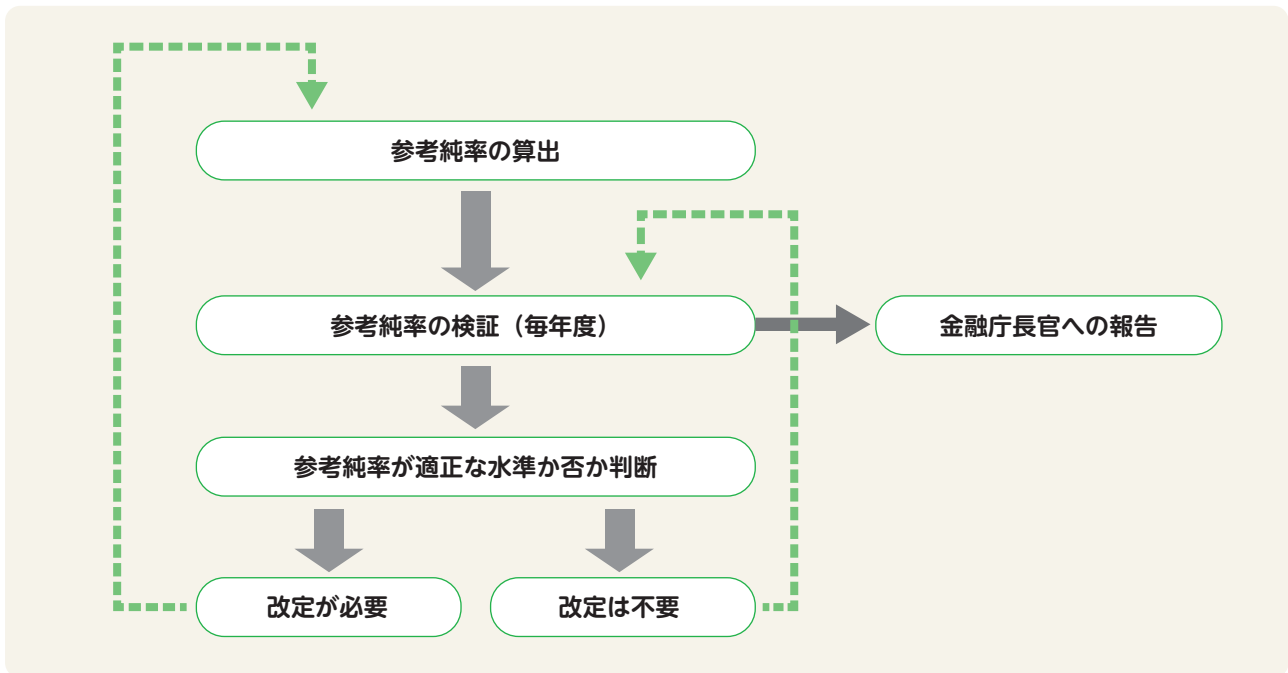 参考純率の算出
参考純率の検証（毎年度）
金融庁長官への報告
参考純率が適正な水準か否か判断
改定が必要
改定は不要